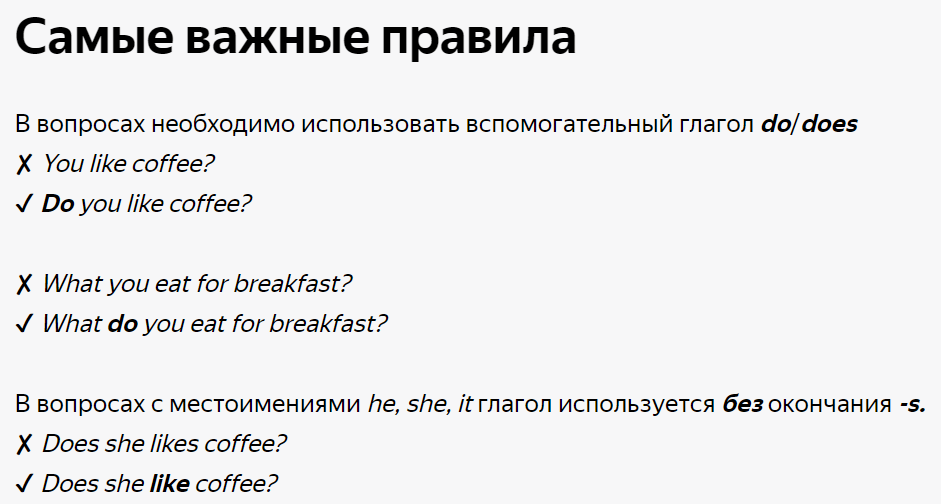 Самые важные правила
В вопросах необходимо использовать вспомогательный глагол do/does
✗ You like coffee?
✓ Do you like coffee?
✗ What you eat for breakfast?
✓ What do you eat for breakfast?
В вопросах с местоимениями he, she, it глагол используется без окончания -s.
✗ Does she likes coffee?
✓ Does she like coffee?